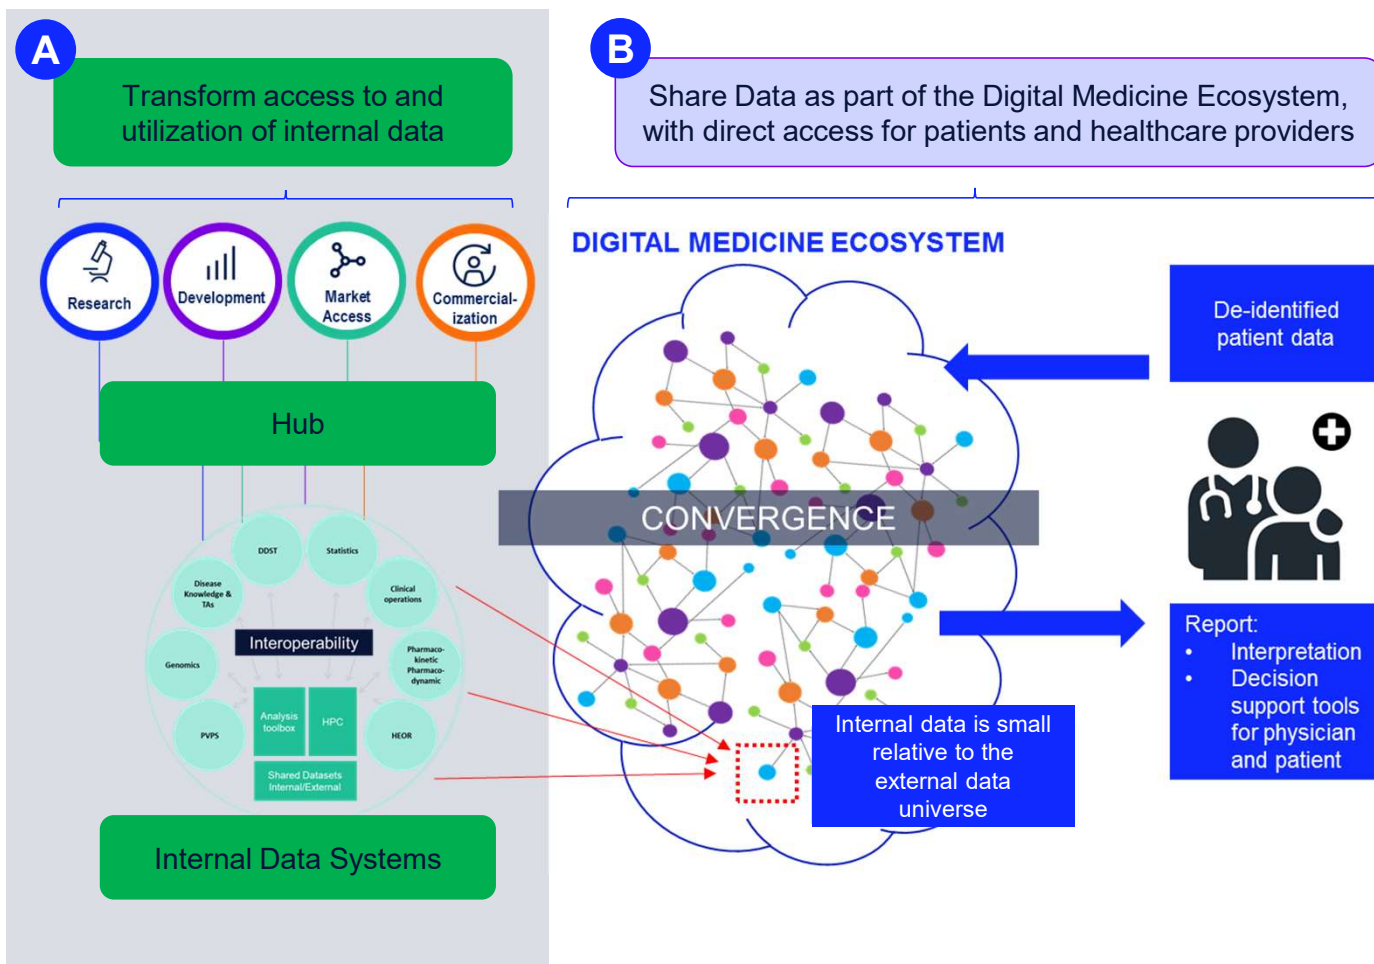 A
Transform access to and
utilization of internal data
Research
Development
Market
Access
Commercial-
ization
Hub
DDST
Statistics
Disease
Knowledge &
TAs
Clinical
operations
Interoperability
Genomics
Pharmaco-
kinetic
Pharmaco-
dynamic
PVPS
Analysis
toolbox
HPC
HEOR
Shared Datasets
Internal/External
Internal Data Systems
B
Share Data as part of the Digital Medicine Ecosystem,
with direct access for patients and healthcare providers
DIGITAL MEDICINE ECOSYSTEM
De-identified
patient data
CONVERGENCE
Report:
• Interpretation
• Decision
support tools
for physician
and patient
Internal data is small
relative to the
external data
universe